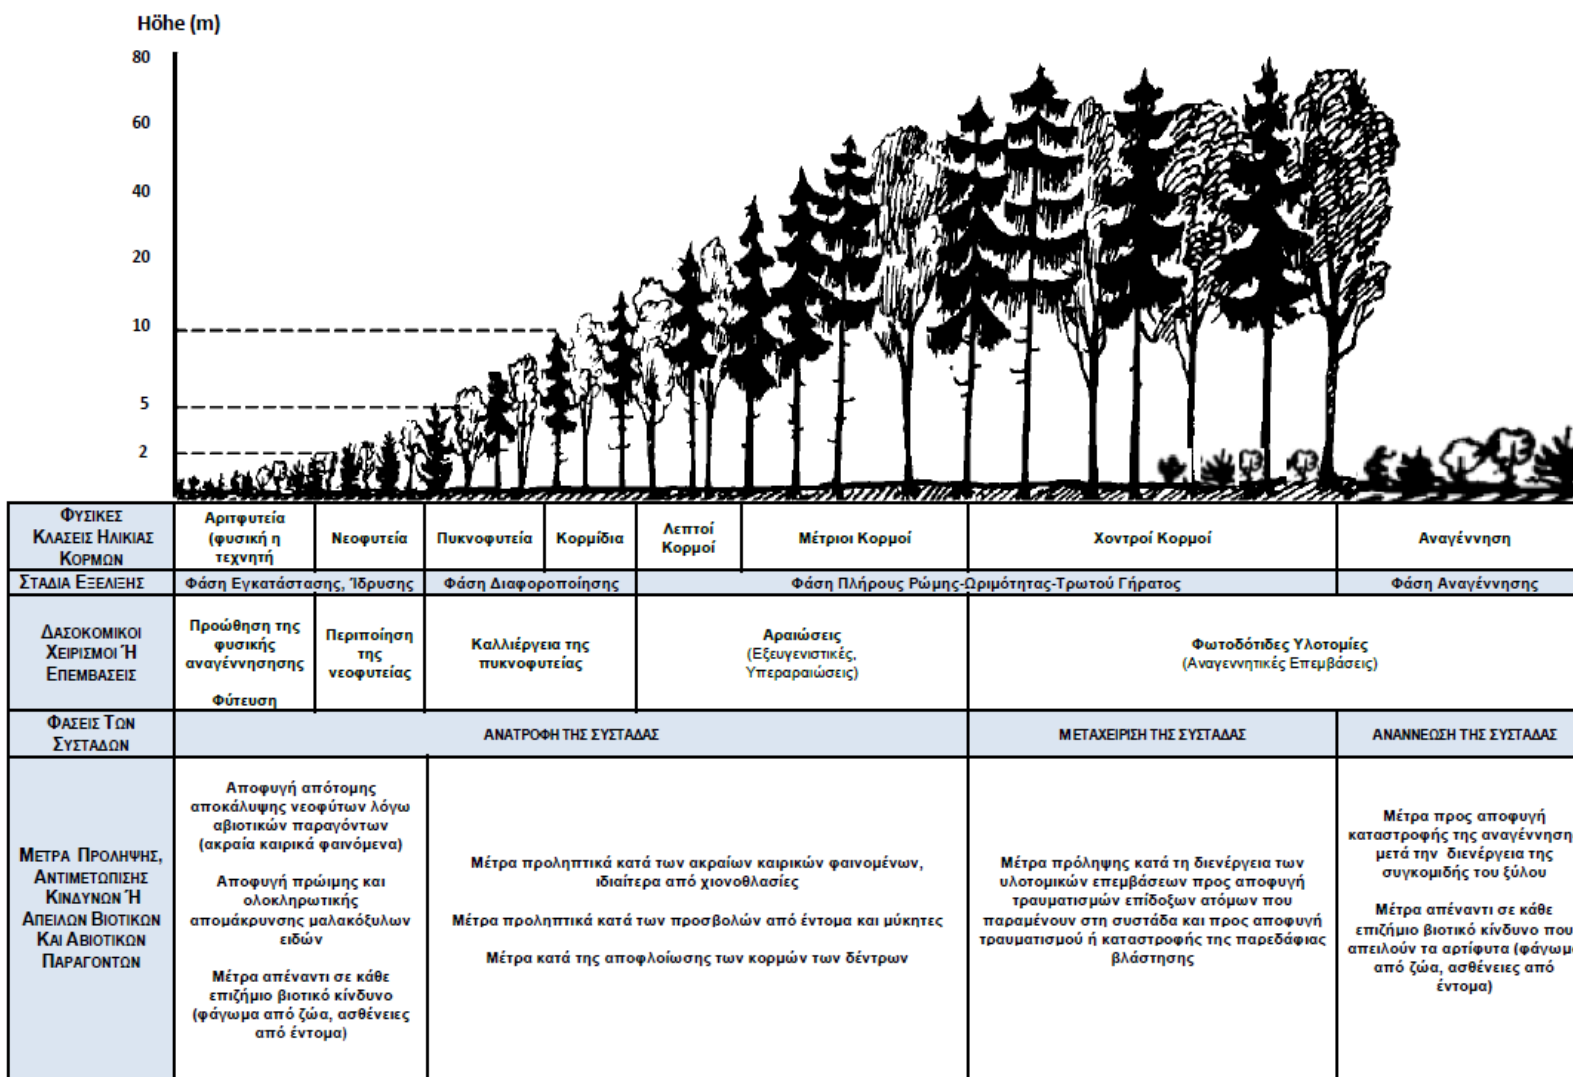 Höhe (m)
80
60
40
20
10
5
2
ΦΥΣΙΚΕΣ
ΚΛΑΣΕΙΣ ΗΛΙΚΙΑΣ
ΚΟΡΜΩΝ
Αριτφυτεία
(φυσική η
τεχνητή
Νεοφυτεία
Πυκνοφυτεία
Κορμίδια
Λεπτοί
Κορμοί
Μέτριοι Κορμοί
Χοντροί Κορμοί
Αναγέννηση
ΣΤΑΔΙΑ ΕΞΕΛΙΞΗΣ
Φάση Εγκατάστασης, Ίδρυσης
Φάση Διαφοροποίησης
Φάση Πλήρους Ρώμης-Ωριμότητας-Τρωτού Γήρατος
Φάση Αναγέννησης
ΔΑΣΟΚΟΜΙΚΟΙ
ΧΕΙΡΙΣΜΟΙ Ή
ΕΠΕΜΒΑΣΕΙΣ
Προώθηση της
φυσικής
αναγέννησησης
Φύτευση
Περιποίηση
της
νεοφυτείας
Καλλιέργεια της
πυκνοφυτείας
Αραιώσεις
(Εξευγενιστικές,
Υπεραραιώσεις)
Φωτοδότιδες Υλοτομίες
(Αναγεννητικές Επεμβάσεις)
ΦΑΣΕΙΣ ΤΩΝ
ΣΥΣΤΑΔΩΝ
ΑΝΑΤΡΟΦΗ ΤΗΣ ΣΥΣΤΑΔΑΣ
ΜΕΤΑΧΕΙΡΙΣΗ ΤΗΣ ΣΥΣΤΑΔΑΣ
ΑΝΑΝΝΕΩΣΗ ΤΗΣ ΣΥΣΤΑΔΑΣ
ΜΕΤΡΑ ΠΡΟΛΗΨΗΣ,
ΑΝΤΙΜΕΤΩΠΙΣΗΣ
ΚΙΝΔΥΝΩΝ Ή
ΑΠΕΙΛΩΝ ΒΙΟΤΙΚΩΝ
ΚΑΙ ΑΒΙΟΤΙΚΩΝ
ΠΑΡΑΓΟΝΤΩΝ
Αποφυγή απότομης
αποκάλυψης νεοφύτων λόγω
αβιοτικών παραγόντων
(ακραία καιρικά φαινόμενα)
Αποφυγή πρώιμης και
ολοκληρωτικής
απομάκρυνσης μαλακόξυλων
ειδών
Μέτρα απέναντι σε κάθε
επιζήμιο βιοτικό κίνδυνο
(φάγωμα από ζώα, ασθένειες
από έντομα)
Μέτρα προληπτικά κατά των ακραίων καιρικών φαινομένων,
ιδιαίτερα από χιονοθλασίες
Μέτρα προληπτικά κατά των προσβολών από έντομα και μύκητες
Μέτρα κατά της αποφλοίωσης των κορμών των δέντρων
Μέτρα πρόληψης κατά τη διενέργεια των
υλοτομικών επεμβάσεων προς αποφυγή
τραυματισμών επίδοξων ατόμων που
παραμένουν στη συστάδα και προς αποφυγή
τραυματισμού ή καταστροφής της παρεδάφιας
βλάστησης
Μέτρα προς αποφυγή
καταστροφής της αναγέννηση
μετά την διενέργεια της
συγκομιδής του ξύλου
Μέτρα απέναντι σε κάθε
επιζήμιο βιοτικό κίνδυνο που
απειλούν τα αρτίφυτα (φάγωμ
από ζώα, ασθένειες από
έντομα)